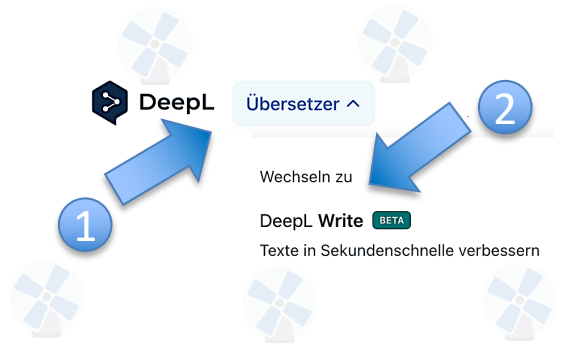 DeepL Übersetzer
1
2
Wechseln zu
DeepL Write BETA
Texte in Sekundenschnelle verbessern